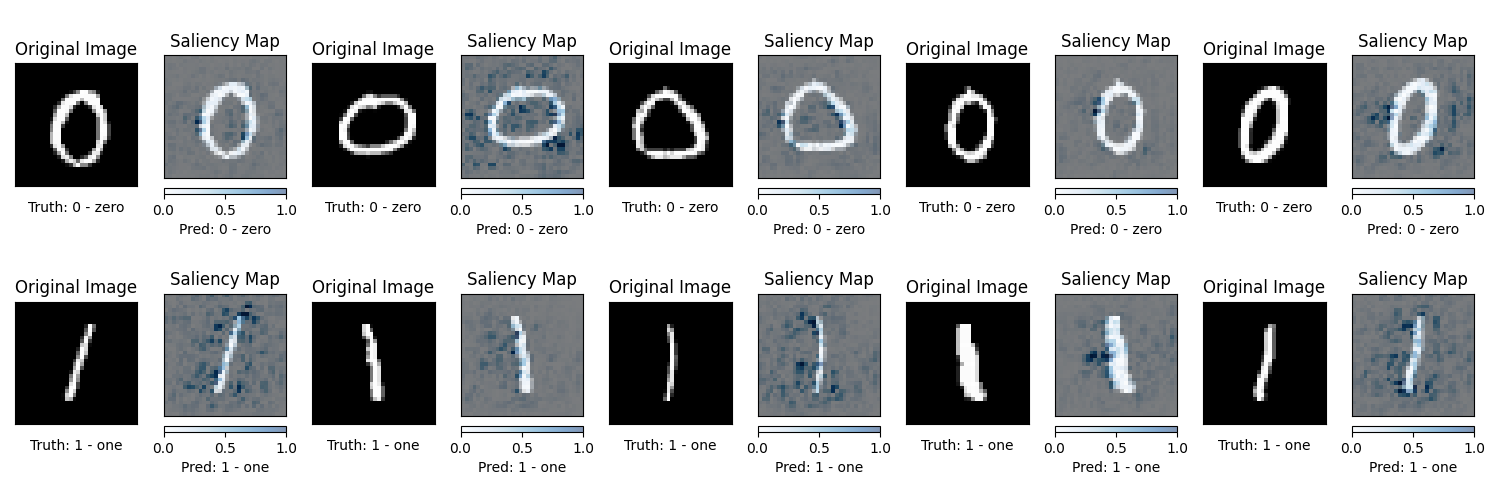 Original Image Saliency Map Original Image Saliency Map Original Image Saliency Map Original Image Saliency Map Original Image Saliency Map
Truth: 0 - zero Truth: 0 - zero Truth: 0 - zero Truth: 0 - zero Truth: 0 - zero
0.0 0.5 1.0 0.0 0.5 1.0 0.0 0.5 1.0 0.0 0.5 1.0 0.0 0.5 1.0
Pred: 0 - zero Pred: 0 - zero Pred: 0 - zero Pred: 0 - zero Pred: 0 - zero
Original Image Saliency Map Original Image Saliency Map Original Image Saliency Map Original Image Saliency Map Original Image Saliency Map
Truth: 1 - one Truth: 1 - one Truth: 1 - one Truth: 1 - one Truth: 1 - one
0.0 0.5 1.0 0.0 0.5 1.0 0.0 0.5 1.0 0.0 0.5 1.0 0.0 0.5 1.0
Pred: 1 - one Pred: 1 - one Pred: 1 - one Pred: 1 - one Pred: 1 - one